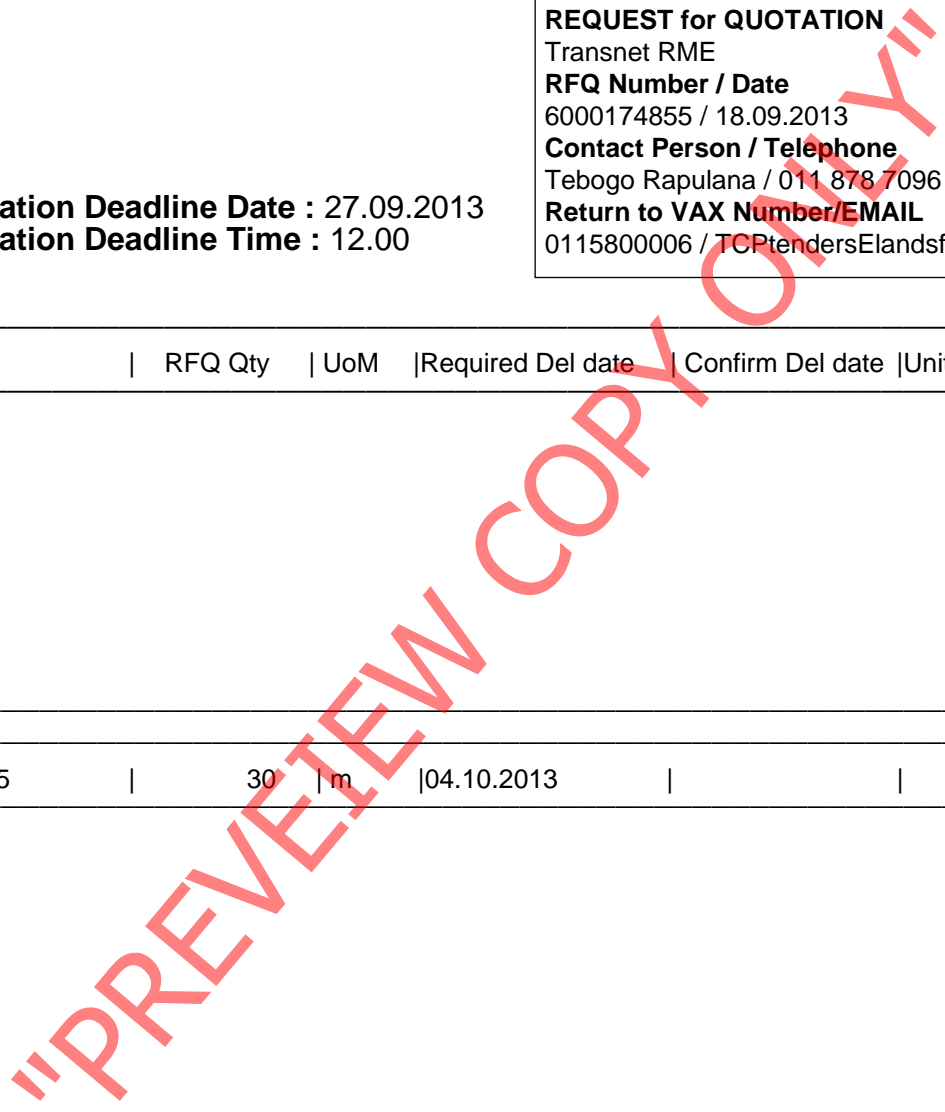 REQUEST for QUOTATION
Transnet RME
RFQ Number / Date
6000174855 / 18.09.2013
Contact Person / Telephone
Tebogo Rapulana / 011 878 7096
Return to VAX Number/EMAIL
0115800006 / TCPtendersElandsf
ation Deadline Date : 27.09.2013
ation Deadline Time : 12.00
| RFQ Qty | UoM |Required Del date | Confirm Del date |Unit
5 | 30 | m |04.10.2013 | |
"PREVEIEW COPY ONLY"